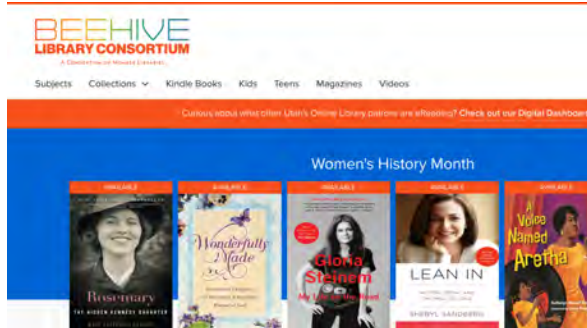 BEEHIVE
LIBRARY CONSORTIUM
Subjects Collections Kindle Books Kids Teens Magazines Videos
Curious about what other Utah's Online Library patrons are eReading? Check out our Digital Dashboard
Women's History Month
AVAILABLE AVAILABLE AVAILABLE AVAILABLE AVAILABLE
Rosemary
THE HIDDEN KENNEDY DAUGHTER
Wonderfully
Made
Gloria
Steinem
My Life on the Road
LEAN IN
SHERYL SANDBERG
A
Voice
Named
Aretha